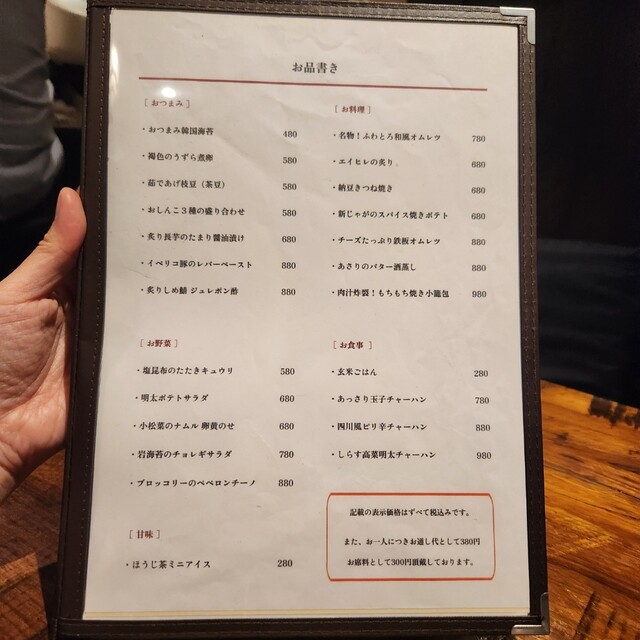 お品書き
[ おつまみ ]
・おつまみ韓国海苔 480
・褐色のうずら煮卵 580
・茹であげ枝豆（茶豆） 580
・おしんこ３種の盛り合わせ 580
・炙り長芋のたまり醤油漬け 680
・イベリコ豚のレバーペースト 880
・炙りしめ鯖 ジュレポン酢 880
[ お野菜 ]
・塩昆布のたたきキュウリ 580
・明太ポテトサラダ 680
・小松菜のナムル 卵黄のせ 680
・岩海苔のチョレギサラダ 780
・ブロッコリーのペペロンチーノ 880
[ 甘味 ]
・ほうじ茶ミニアイス 280
[ お料理 ]
・名物！ふわとろ和風オムレツ 780
・エイヒレの炙り 680
・納豆きつね焼き 680
・新じゃがのスパイス焼きポテト 680
・チーズたっぷり鉄板オムレツ 880
・あさりのバター酒蒸し 880
・肉汁炸裂！もちもち焼き小籠包 980
[ お食事 ]
・玄米ごはん 280
・あっさり玉子チャーハン 780
・四川風ピリ辛チャーハン 880
・しらす高菜明太チャーハン 980
記載の表示価格はすべて税込みです。
また、お一人につきお通し代として380円
お席料として300円頂戴しております。